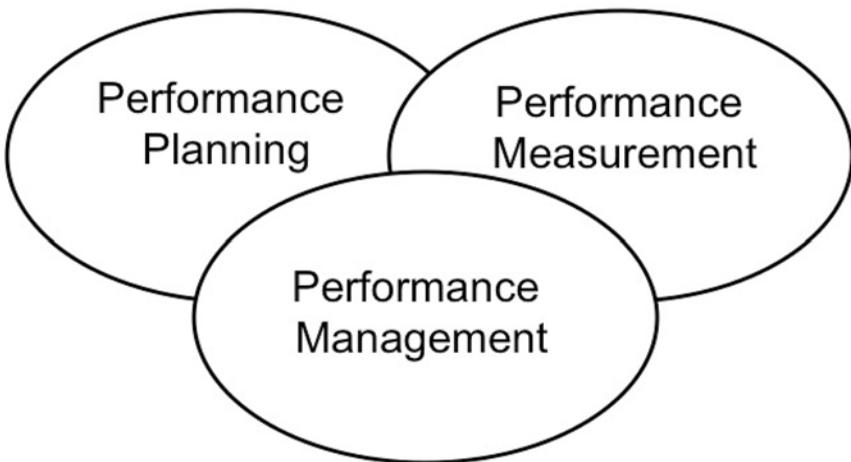 Performance
Planning
Performance
Measurement
Performance
Management